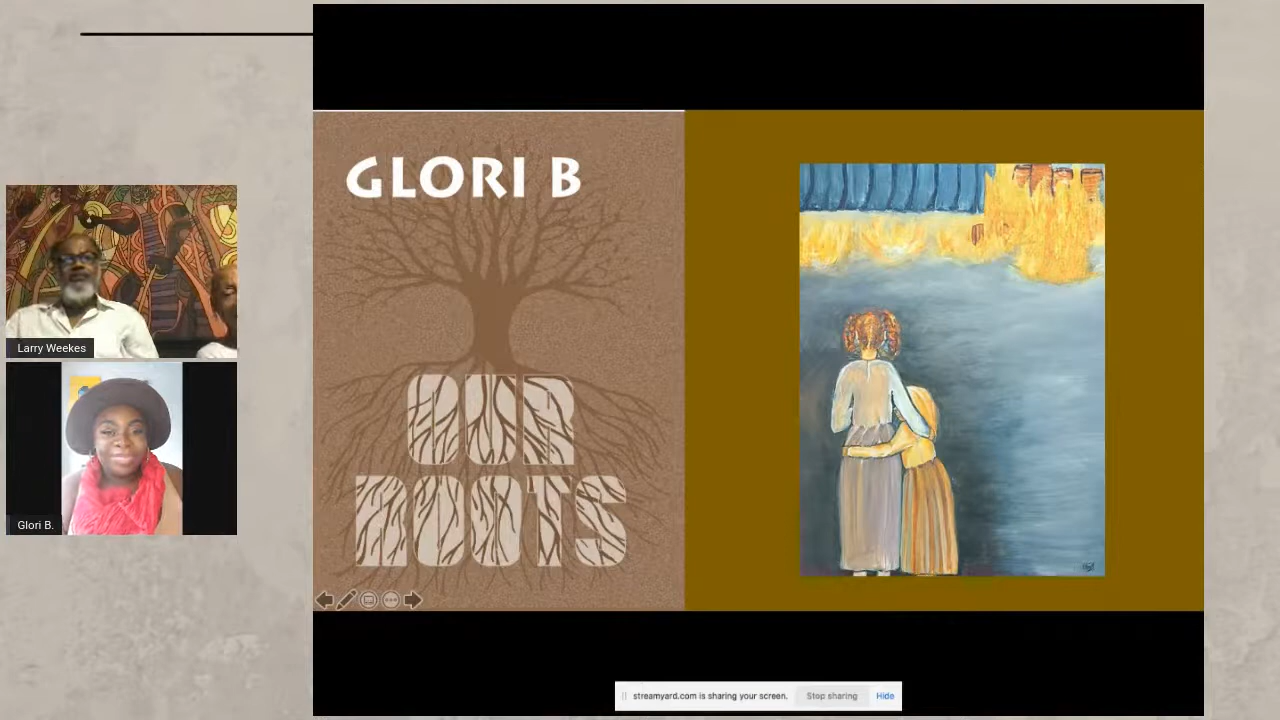 Larry Weekes
Glori B.
GLORI B
OUR
ROOTS
streamyard.com is sharing your screen.
Stop sharing
Hide